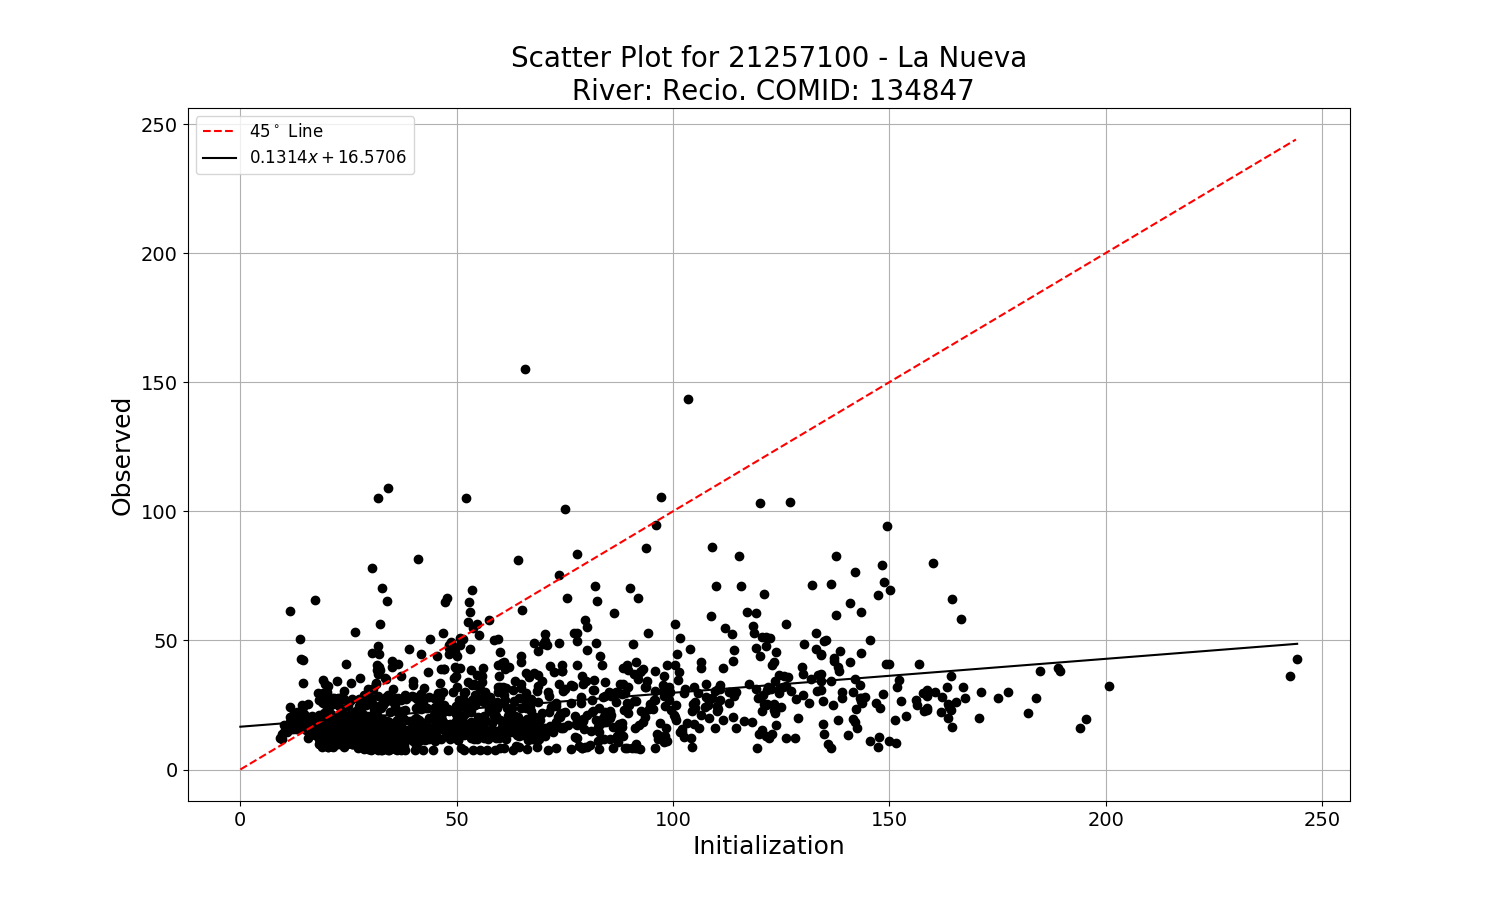 Scatter Plot for 21257100 - La Nueva
River: Recio. COMID: 134847
45° Line
0.1314x + 16.5706
250
200
150
100
50
0
Observed
0 50 100 150 200 250
Initialization